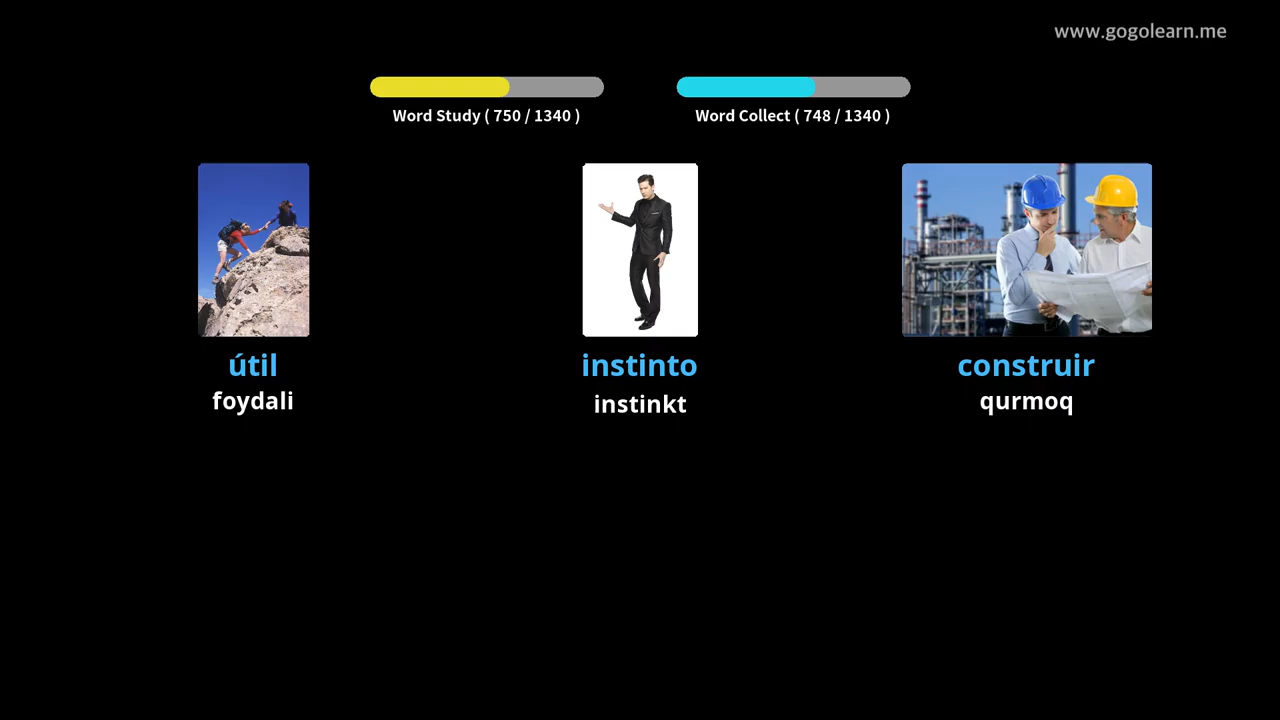 www.gogolearn.me
Word Study ( 750 / 1340 )
Word Collect ( 748 / 1340 )
útil
foydali
instinto
instinkt
construir
qurmoq